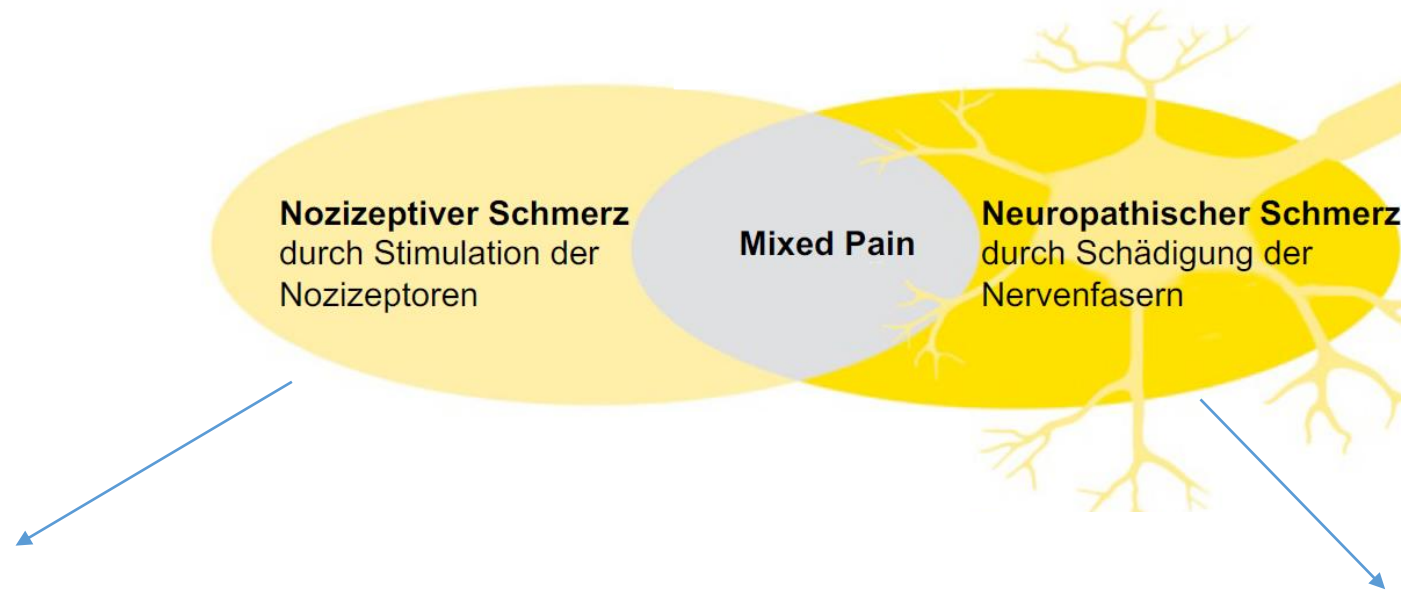 Nozizeptiver Schmerz
durch Stimulation der
Nozizeptoren
Mixed Pain
Neuropathischer Schmerz
durch Schädigung der
Nervenfasern